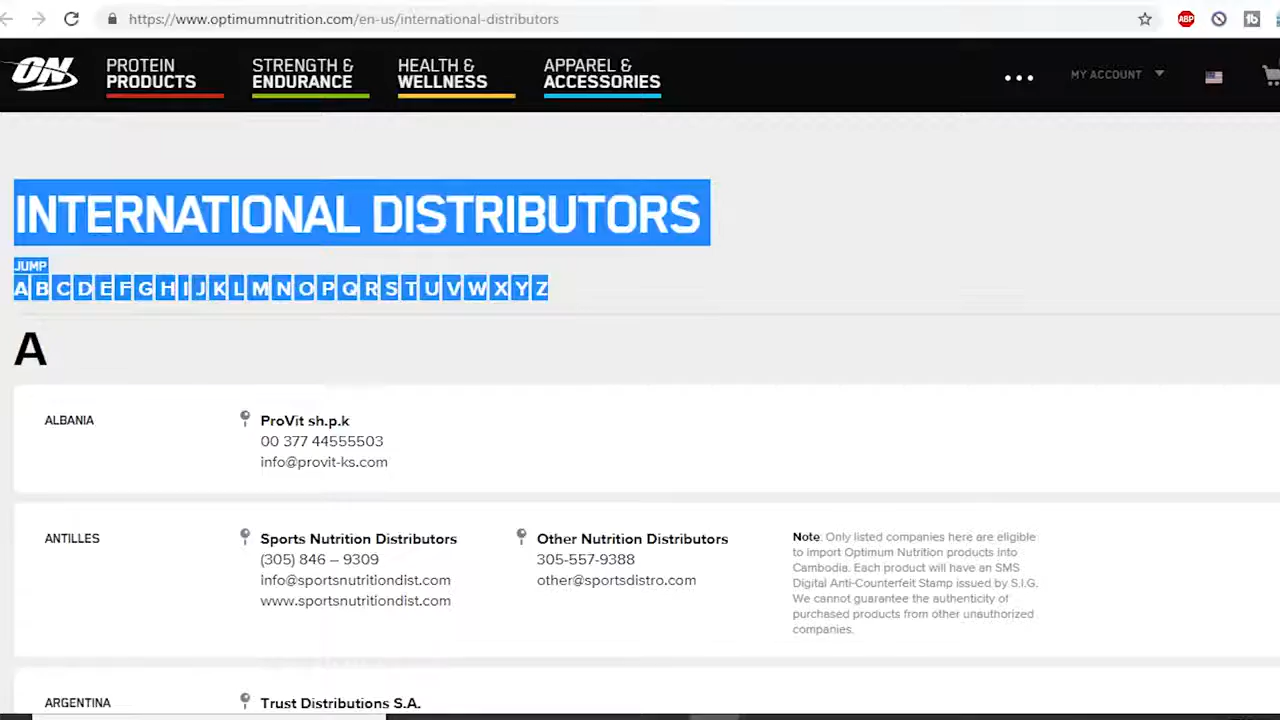 https://www.optimumnutrition.com/en-us/international-distributors
ABP
ON
PROTEIN PRODUCTS
STRENGTH & ENDURANCE
HEALTH & WELLNESS
APPAREL & ACCESSORIES
MY ACCOUNT
INTERNATIONAL DISTRIBUTORS
JUMP
A B C D E F G H I J K L M N O P Q R S T U V W X Y Z
A
ALBANIA
ProVit sh.p.k
00 377 44555503
info@provit-ks.com
ANTILLES
Sports Nutrition Distributors
(305) 846 – 9309
info@sportsnutritiondist.com
www.sportsnutritiondist.com
Other Nutrition Distributors
305-557-9388
other@sportsdistro.com
Note: Only listed companies here are eligible
to import Optimum Nutrition products into
Cambodia. Each product will have an SMS
Digital Anti-Counterfeit Stamp issued by S.I.G.
We cannot guarantee the authenticity of
purchased products from other unauthorized
companies.
ARGENTINA
Trust Distributions S.A.